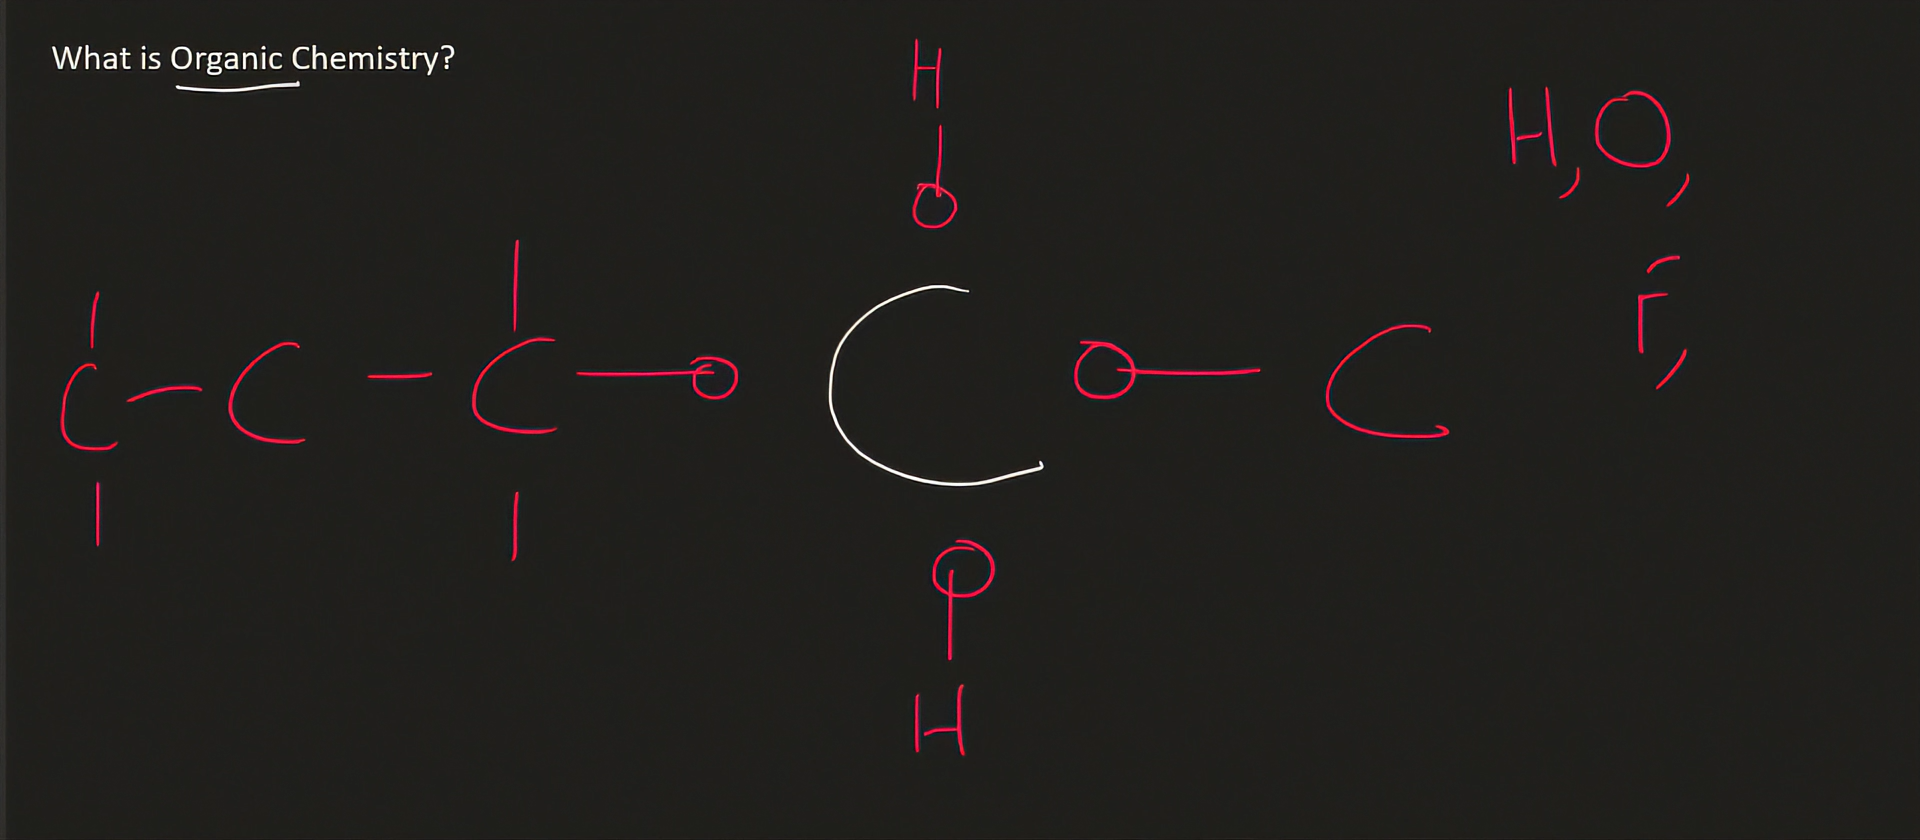 What is Organic Chemistry?
H
H, O,
F,
C - C - C - O C O - C
H